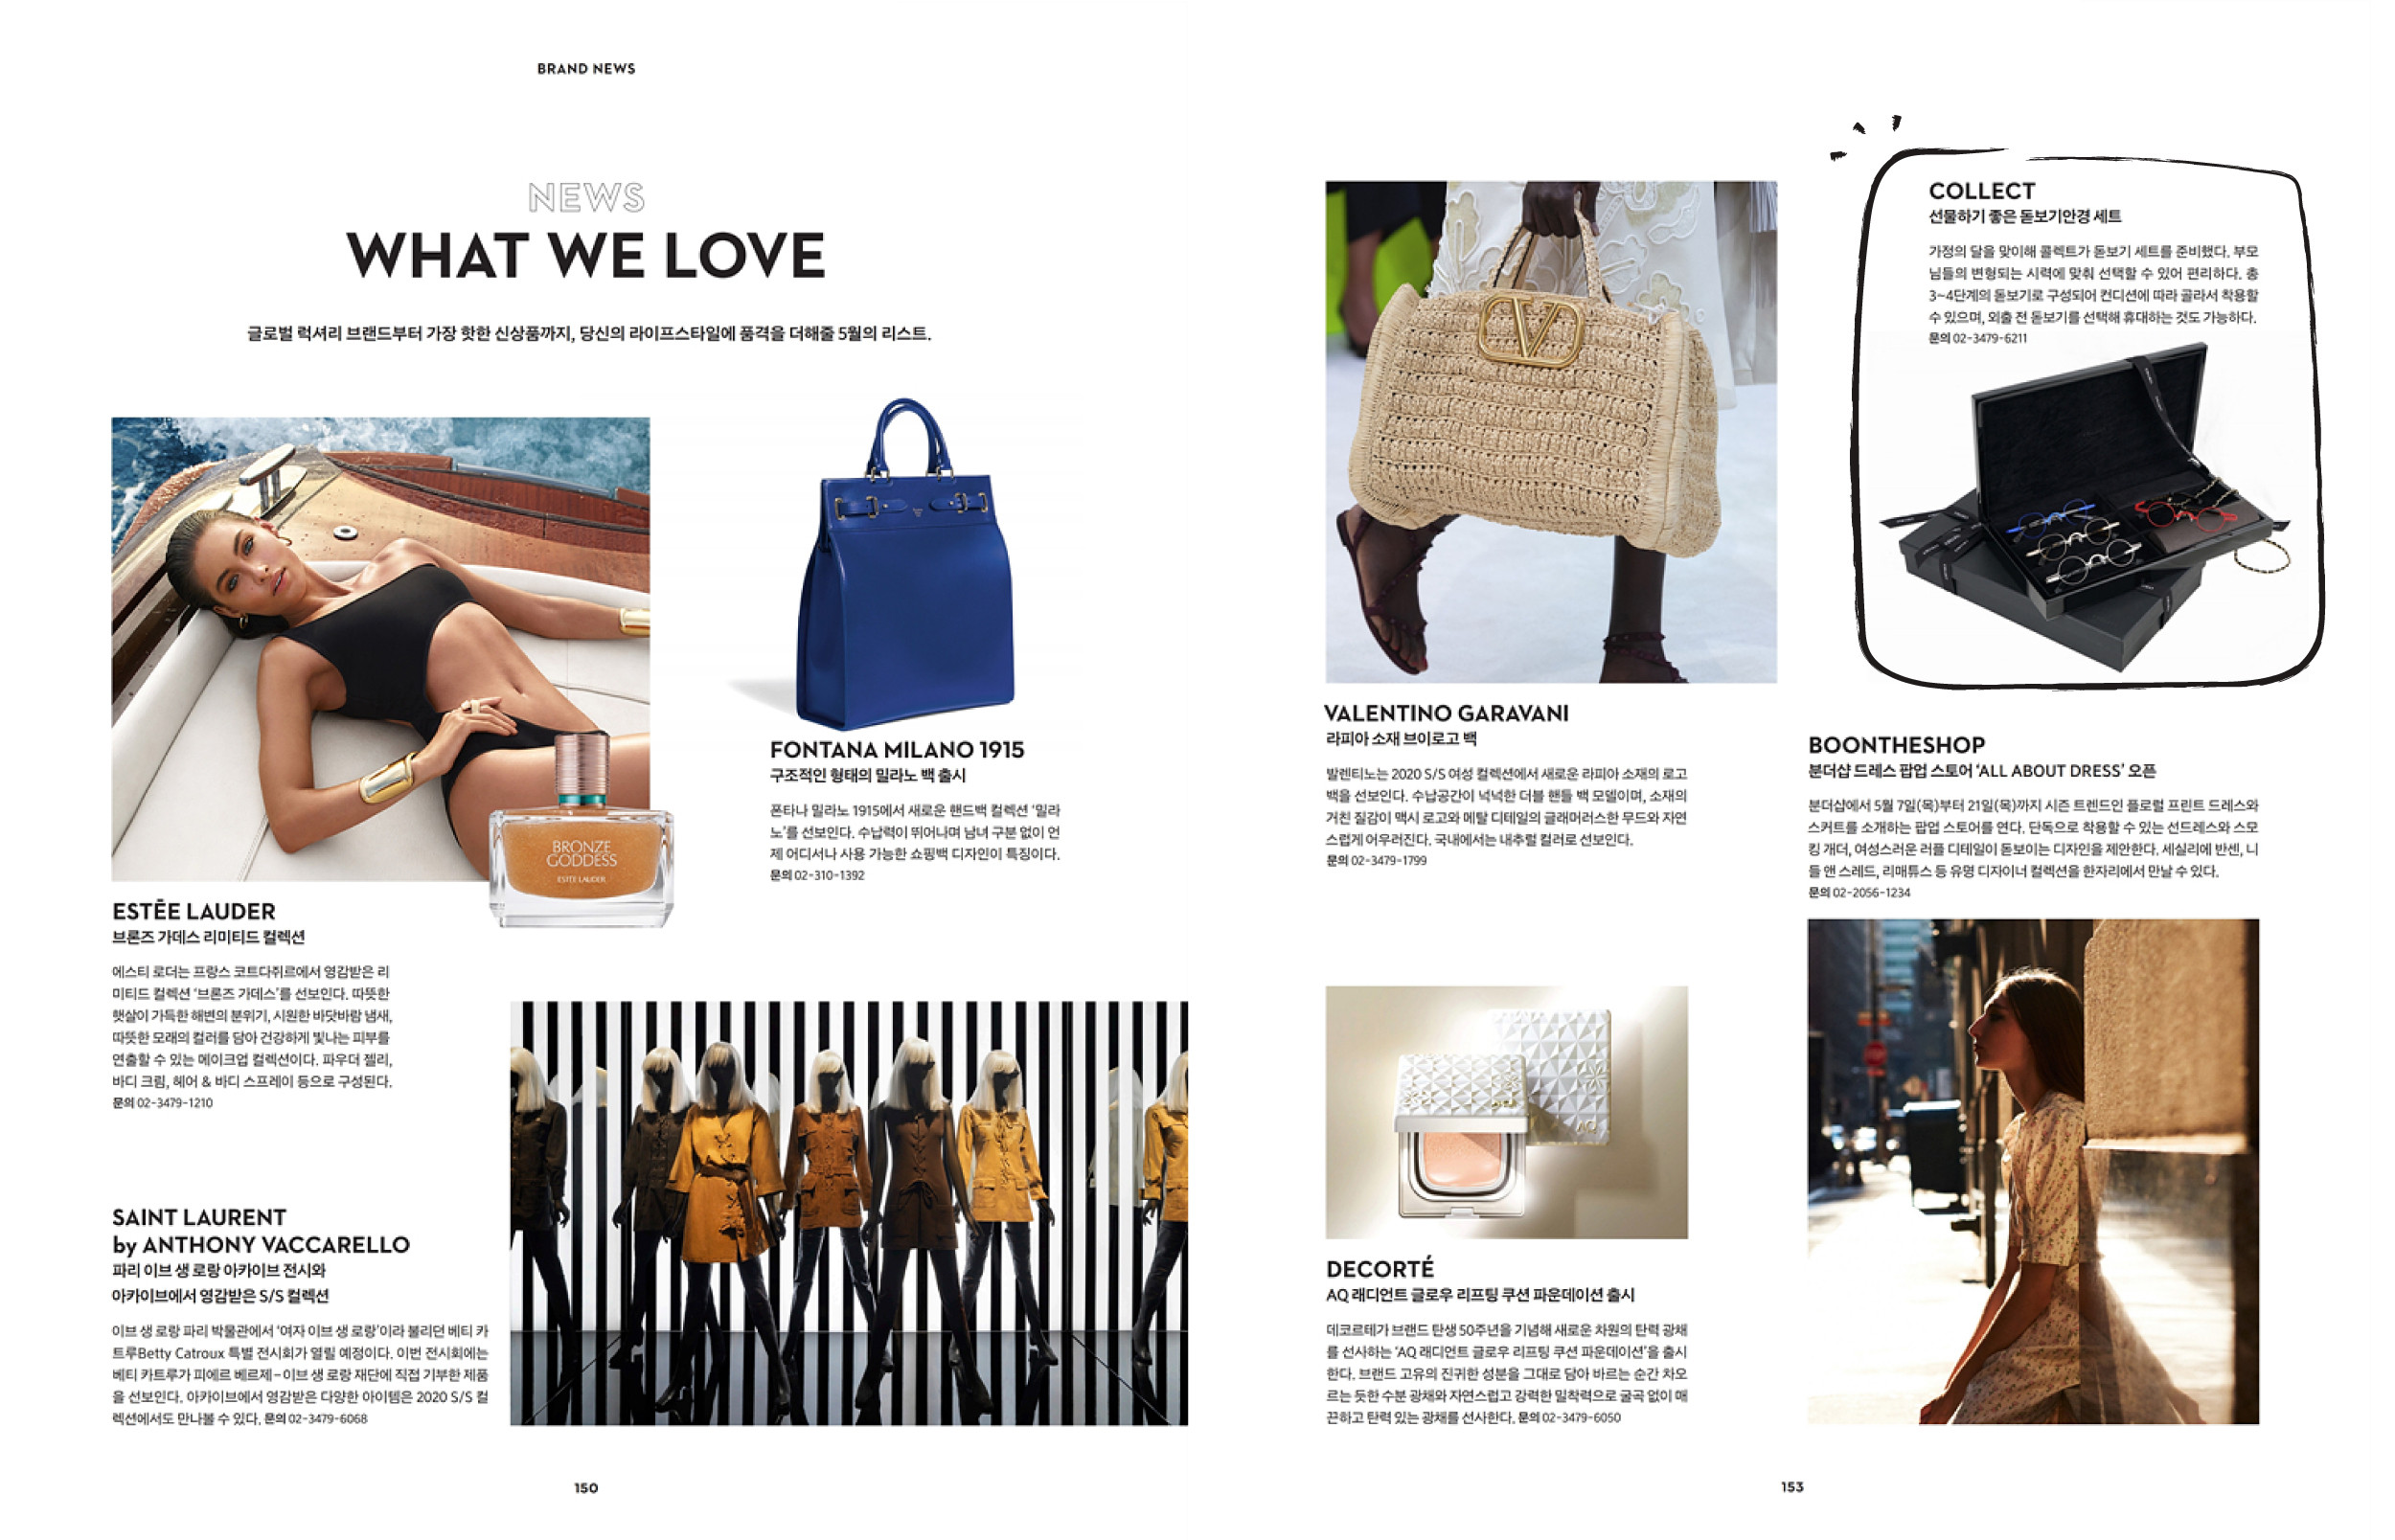 BRAND NEWS
NEWS
WHAT WE LOVE
글로벌 럭셔리 브랜드부터 가장 핫한 신상품까지, 당신의 라이프스타일에 품격을 더해줄 5월의 리스트.
BRONZE
GODDESS
ESTĒE LAUDER
ESTĒE LAUDER
브론즈 가데스 리미티드 컬렉션
에스티 로더는 프랑스 코트다쥐르에서 영감받은 리
미티드 컬렉션 ‘브론즈 가데스’를 선보인다. 따뜻한
햇살이 가득한 해변의 분위기, 시원한 바닷바람 냄새,
따뜻한 모래의 컬러를 담아 건강하게 빛나는 피부를
연출할 수 있는 메이크업 컬렉션이다. 파우더 젤리,
바디 크림, 헤어 & 바디 스프레이 등으로 구성된다.
문의 02-3479-1210
FONTANA MILANO 1915
구조적인 형태의 밀라노 백 출시
폰타나 밀라노 1915에서 새로운 핸드백 컬렉션 ‘밀라
노’를 선보인다. 수납력이 뛰어나며 남녀 구분 없이 언
제 어디서나 사용 가능한 쇼핑백 디자인이 특징이다.
문의 02-310-1392
SAINT LAURENT
by ANTHONY VACCARELLO
파리 이브 생 로랑 아카이브 전시와
아카이브에서 영감받은 S/S 컬렉션
이브 생 로랑 파리 박물관에서 ‘여자 이브 생 로랑’이라 불리던 베티 카
트루Betty Catroux 특별 전시회가 열릴 예정이다. 이번 전시회에는
베티 카트루가 피에르 베르제-이브 생 로랑 재단에 직접 기부한 제품
을 선보인다. 아카이브에서 영감받은 다양한 아이템은 2020 S/S 컬
렉션에서도 만나볼 수 있다. 문의 02-3479-6068
150
VALENTINO GARAVANI
라피아 소재 브이로고 백
발렌티노는 2020 S/S 여성 컬렉션에서 새로운 라피아 소재의 로고
백을 선보인다. 수납공간이 넉넉한 더블 핸들 백 모델이며, 소재의
거친 질감이 맥시 로고와 메탈 디테일의 글래머러스한 무드와 자연
스럽게 어우러진다. 국내에서는 내추럴 컬러로 선보인다.
문의 02-3479-1799
AQ
DECORTÉ
AQ 래디언트 글로우 리프팅 쿠션 파운데이션 출시
데코르테가 브랜드 탄생 50주년을 기념해 새로운 차원의 탄력 광채
를 선사하는 ‘AQ 래디언트 글로우 리프팅 쿠션 파운데이션’을 출시
한다. 브랜드 고유의 진귀한 성분을 그대로 담아 바르는 순간 차오
르는 듯한 수분 광채와 자연스럽고 강력한 밀착력으로 굴곡 없이 매
끈하고 탄력 있는 광채를 선사한다. 문의 02-3479-6050
COLLECT
선물하기 좋은 돋보기안경 세트
가정의 달을 맞이해 콜렉트가 돋보기 세트를 준비했다. 부모
님들의 변형되는 시력에 맞춰 선택할 수 있어 편리하다. 총
3~4단계의 돋보기로 구성되어 컨디션에 따라 골라서 착용할
수 있으며, 외출 전 돋보기를 선택해 휴대하는 것도 가능하다.
문의 02-3479-6211
BOONTHESHOP
분더샵 드레스 팝업 스토어 ‘ALL ABOUT DRESS’ 오픈
분더샵에서 5월 7일(목)부터 21일(목)까지 시즌 트렌드인 플로럴 프린트 드레스와
스커트를 소개하는 팝업 스토어를 연다. 단독으로 착용할 수 있는 선드레스와 스모
킹 개더, 여성스러운 러플 디테일이 돋보이는 디자인을 제안한다. 세실리에 반센, 니
들 앤 스레드, 리매튜스 등 유명 디자이너 컬렉션을 한자리에서 만날 수 있다.
문의 02-2056-1234
153